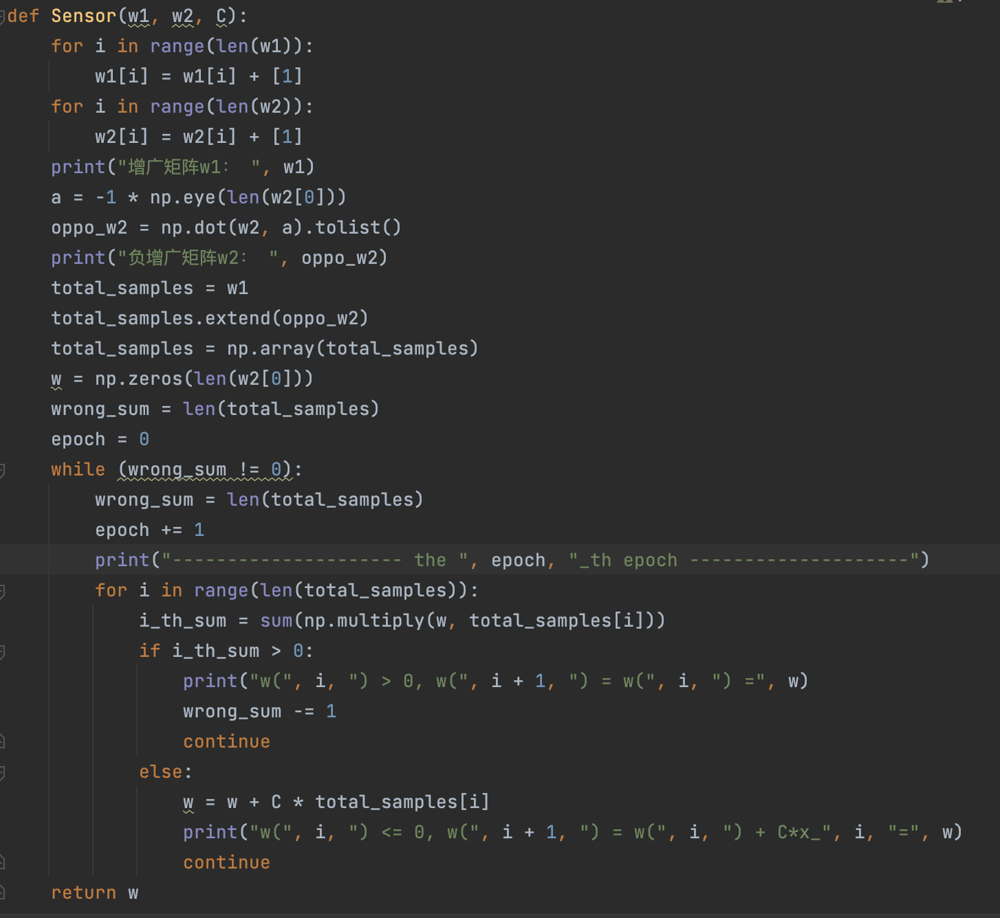 def Sensor(w1, w2, C):
    for i in range(len(w1)):
        w1[i] = w1[i] + [1]
    for i in range(len(w2)):
        w2[i] = w2[i] + [1]
    print("增广矩阵w1： ", w1)
    a = -1 * np.eye(len(w2[0]))
    oppo_w2 = np.dot(w2, a).tolist()
    print("负增广矩阵w2： ", oppo_w2)
    total_samples = w1
    total_samples.extend(oppo_w2)
    total_samples = np.array(total_samples)
    w = np.zeros(len(w2[0]))
    wrong_sum = len(total_samples)
    epoch = 0
    while (wrong_sum != 0):
        wrong_sum = len(total_samples)
        epoch += 1
        print("--------------------- the ", epoch, "_th epoch --------------------")
        for i in range(len(total_samples)):
            i_th_sum = sum(np.multiply(w, total_samples[i]))
            if i_th_sum > 0:
                print("w(", i, ") > 0, w(", i + 1, ") = w(", i, ") =", w)
                wrong_sum -= 1
                continue
            else:
                w = w + C * total_samples[i]
                print("w(", i, ") <= 0, w(", i + 1, ") = w(", i, ") + C*x_", i, "=", w)
                continue
    return w